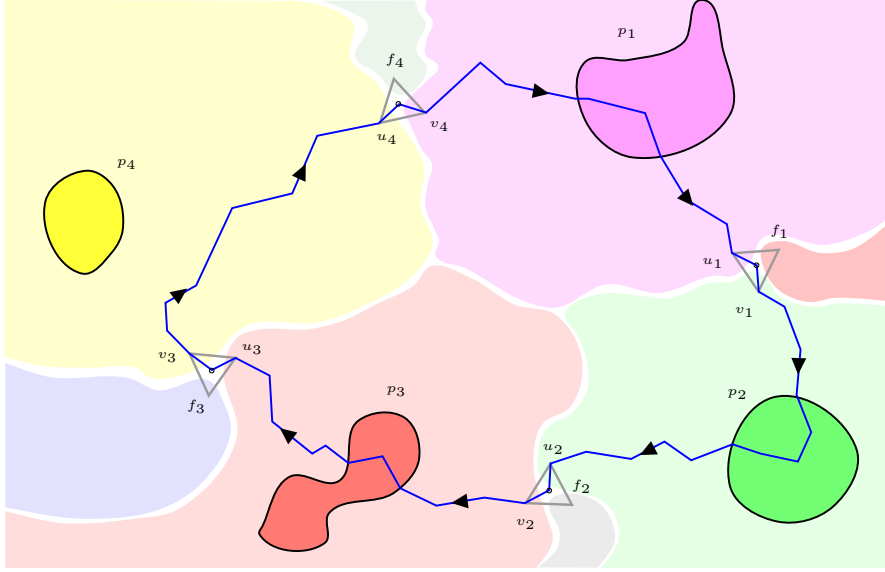 p₁
f₄
u₄
v₄
p₄
f₁
u₁
v₁
v₃
u₃
f₃
p₃
p₂
u₂
f₂
v₂